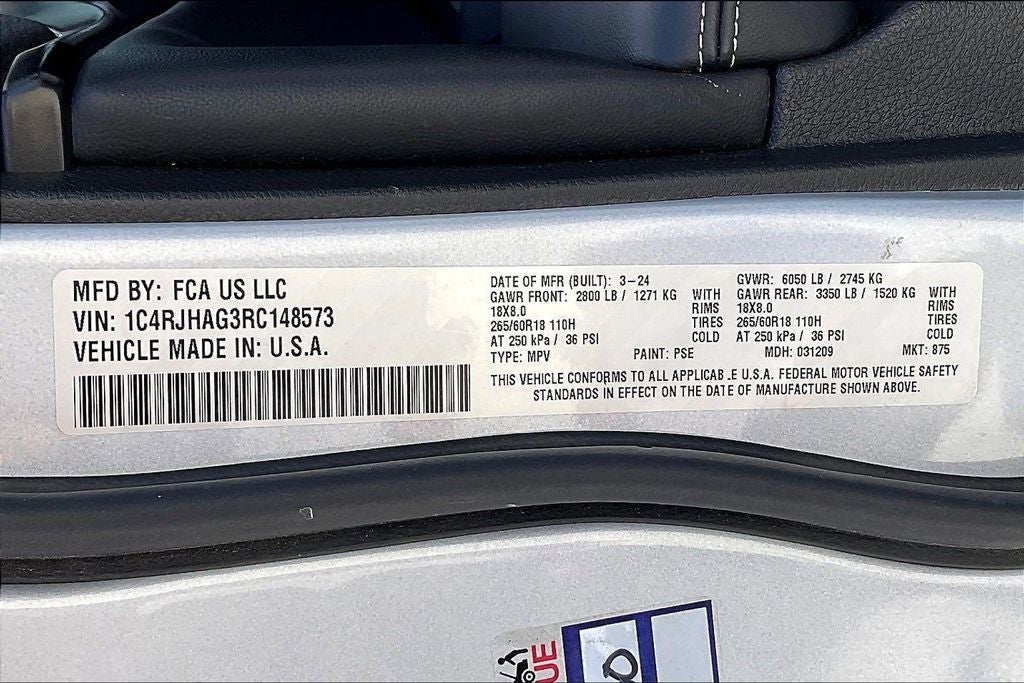 MFD BY: FCA US LLC
VIN: 1C4RJHAG3RC148573
VEHICLE MADE IN: U.S.A.
DATE OF MFR (BUILT): 3-24
GAWR FRONT: 2800 LB / 1271 KG WITH
18X8.0 RIMS
265/60R18 110H TIRES
AT 250 kPa / 36 PSI COLD
TYPE: MPV PAINT: PSE
GVWR: 6050 LB / 2745 KG
GAWR REAR: 3350 LB / 1520 KG WITH
18X8.0 RIMS
265/60R18 110H TIRES
AT 250 kPa / 36 PSI COLD
MDH: 031209 MKT: 875
THIS VEHICLE CONFORMS TO ALL APPLICAB.E U.S.A. FEDERAL MOTOR VEHICLE SAFETY
STANDARDS IN EFFECT ON THE DATE OF MANUFACTURE SHOWN ABOVE.
UE